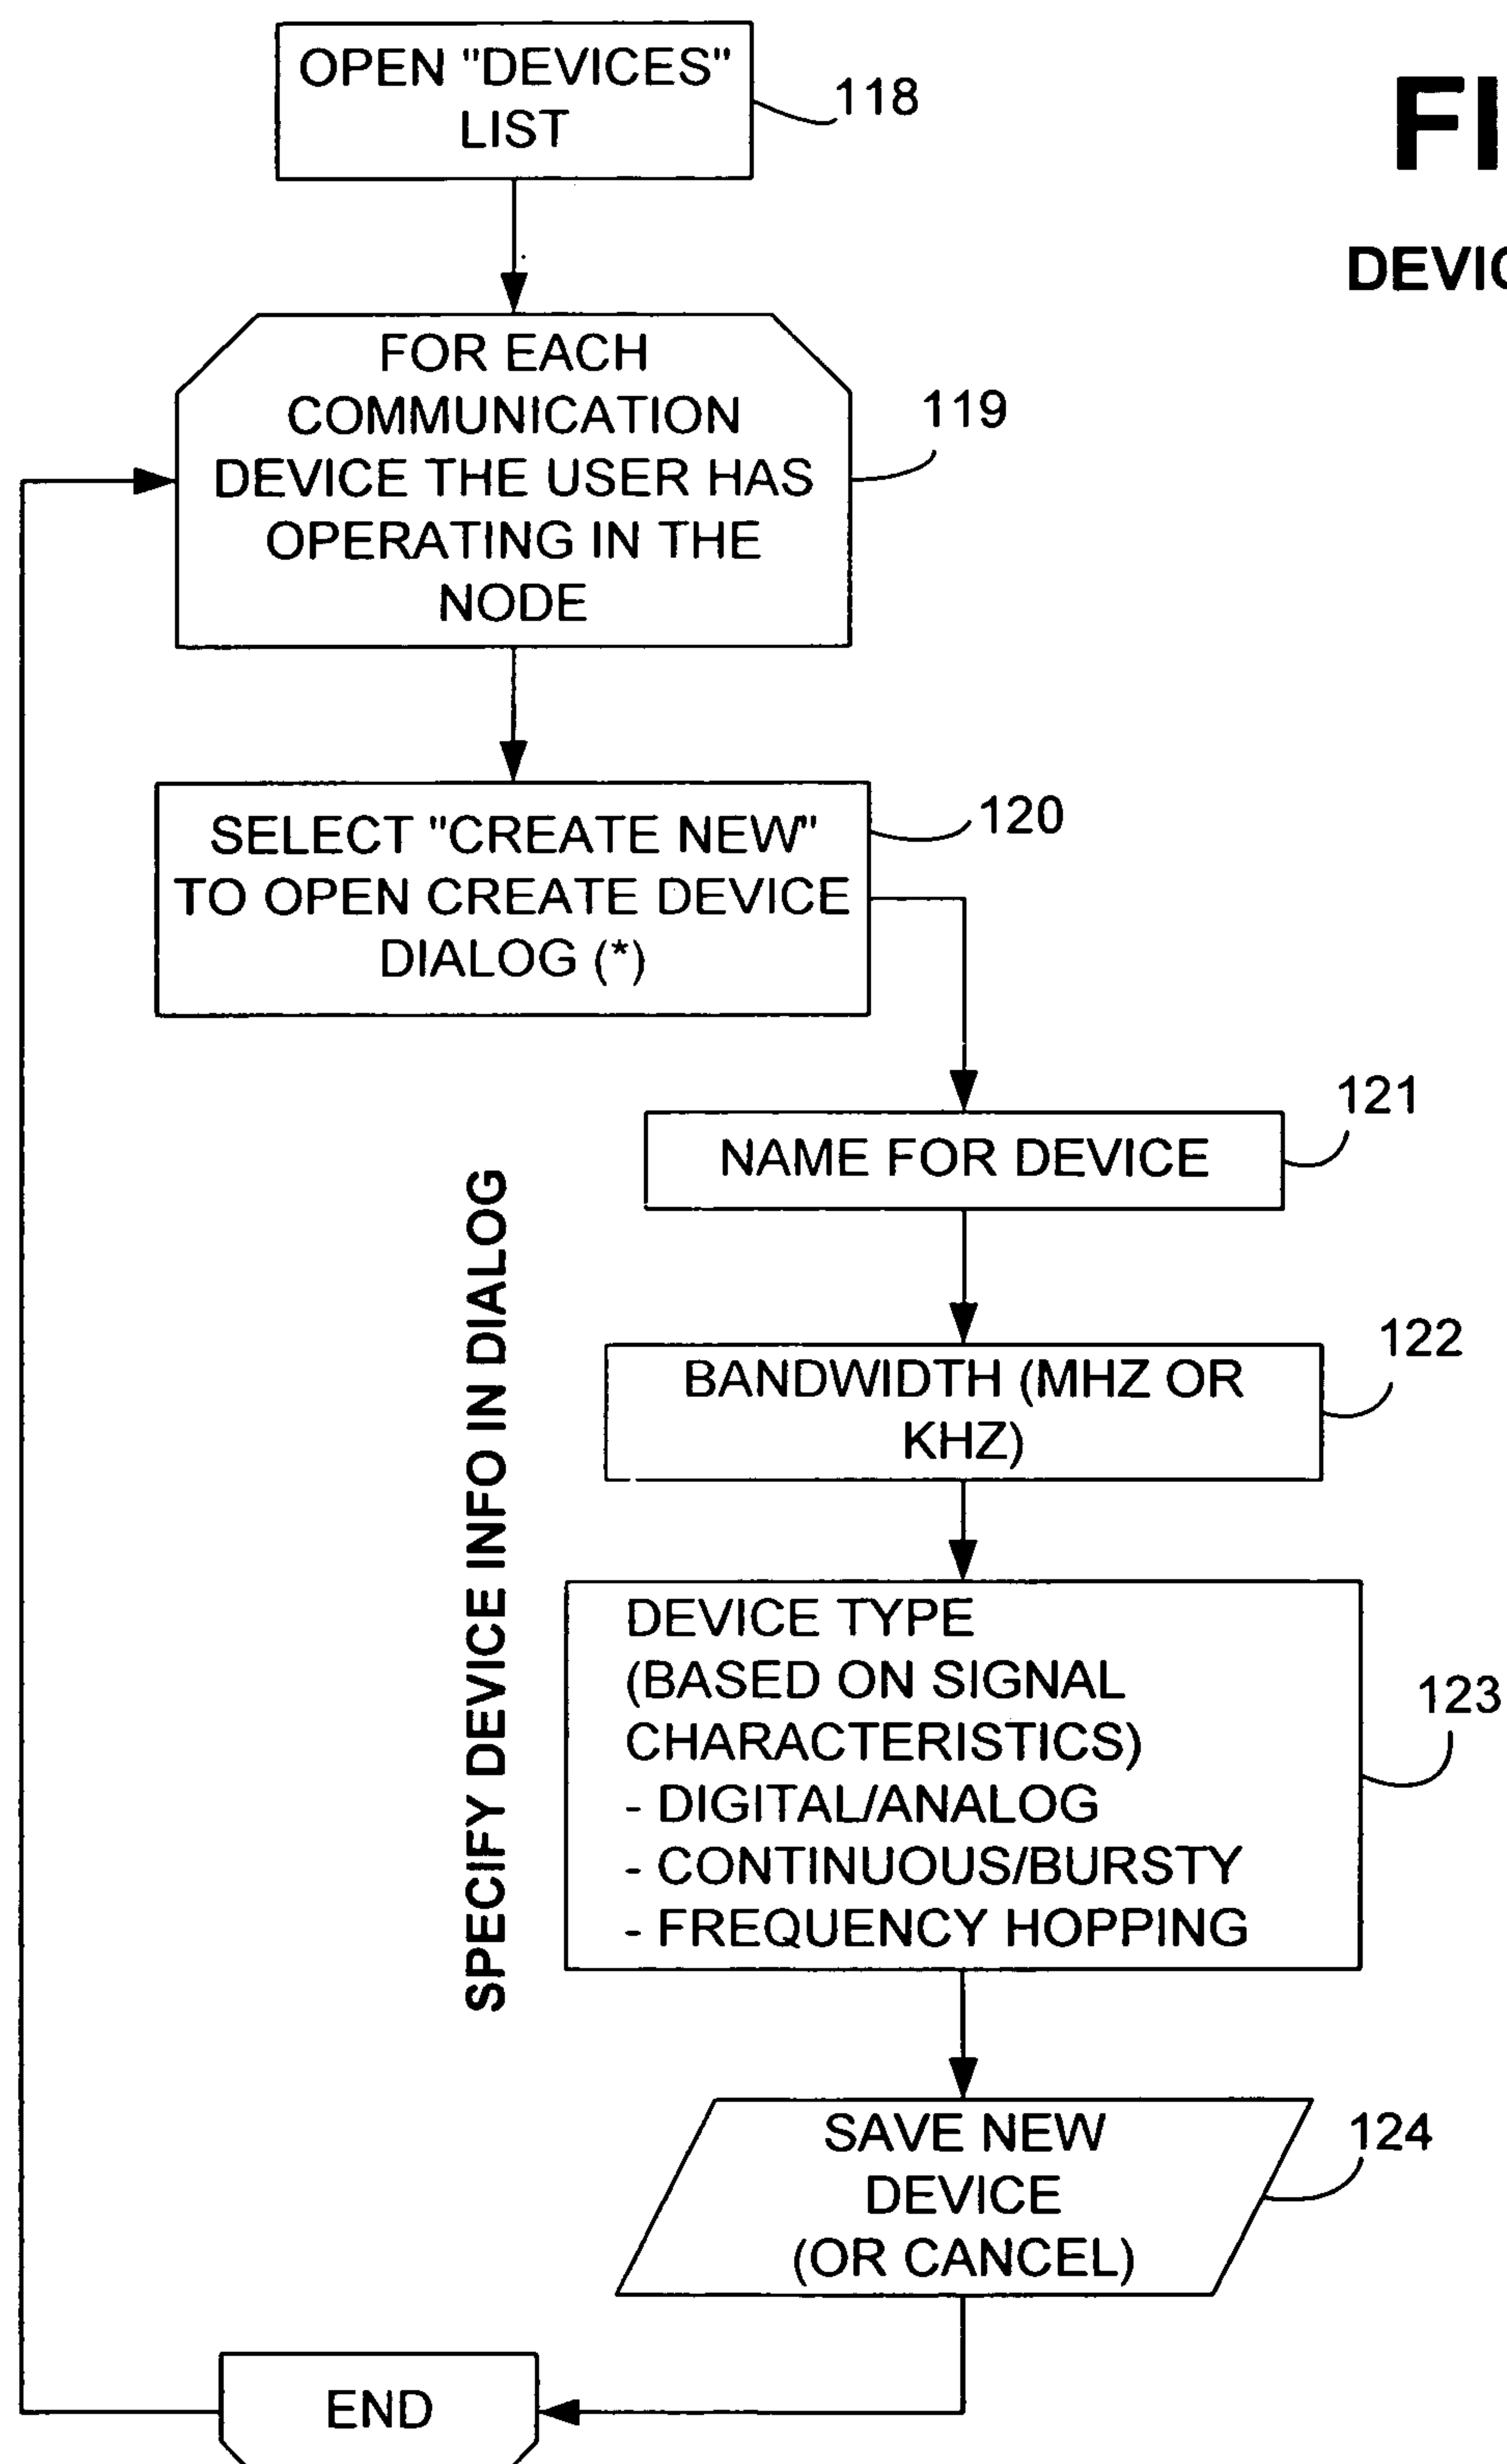 OPEN "DEVICES"
LIST
118
FOR EACH
COMMUNICATION
DEVICE THE USER HAS
OPERATING IN THE
NODE
119
SELECT "CREATE NEW"
TO OPEN CREATE DEVICE
DIALOG (*)
120
SPECIFY DEVICE INFO IN DIALOG
NAME FOR DEVICE
121
BANDWIDTH (MHZ OR
KHZ)
122
DEVICE TYPE
(BASED ON SIGNAL
CHARACTERISTICS)
- DIGITAL/ANALOG
- CONTINUOUS/BURSTY
- FREQUENCY HOPPING
123
SAVE NEW
DEVICE
(OR CANCEL)
124
END